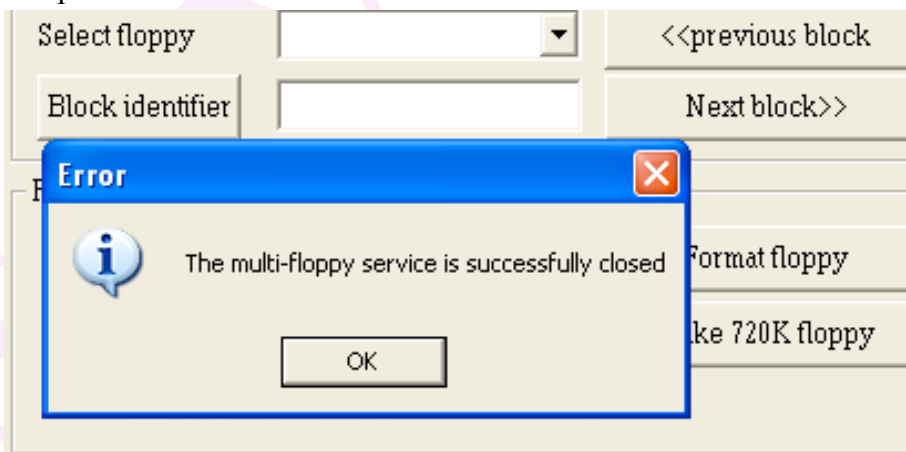 Select floppy
<<previous block
Block identifier
Next block>>
Error
The multi-floppy service is successfully closed
Format floppy
720K floppy
OK